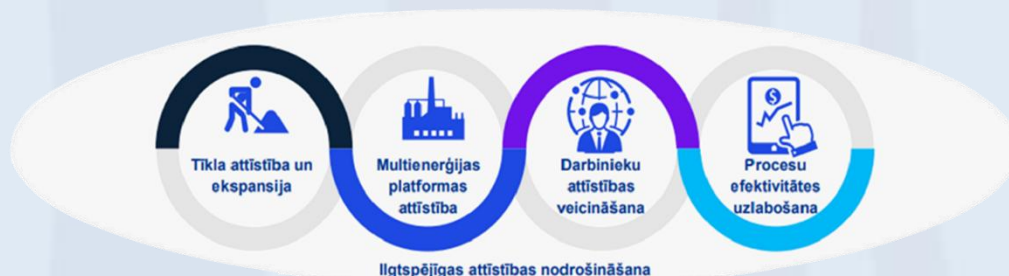 Tīkla attīstība un
ekspansija
Multienerģijas
platformas
attīstība
Darbinieku
attīstības
veicināšana
$
Procesu
efektivitātes
uzlabošana
Ilgtspējīgas attīstības nodrošināšana